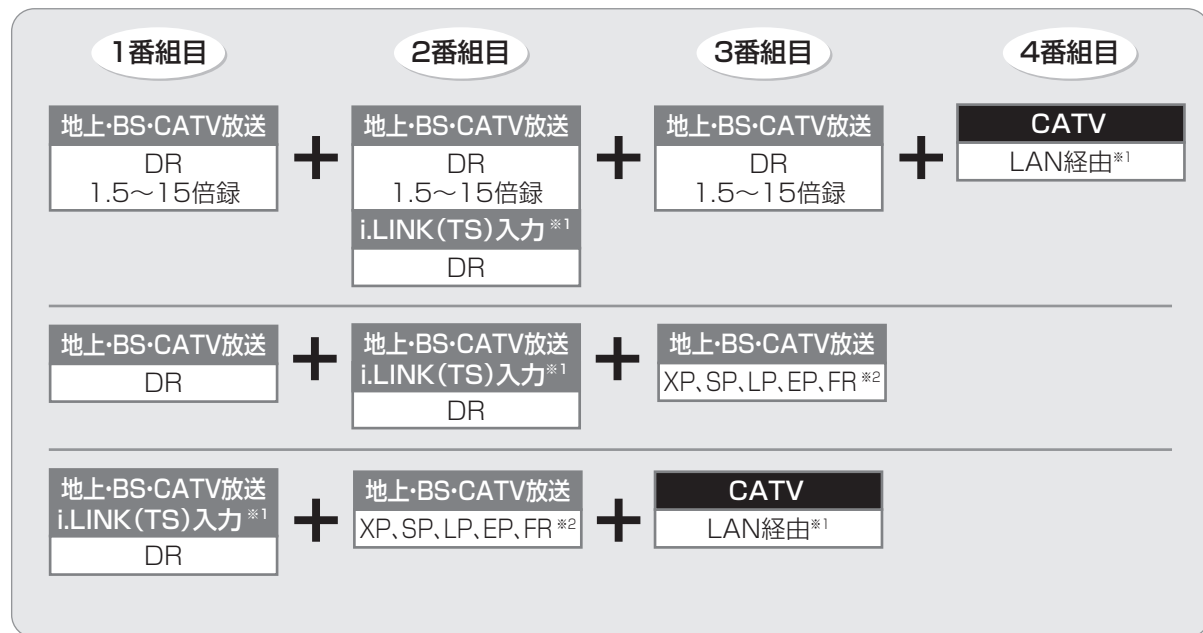 1番組目
2番組目
3番組目
4番組目
地上・BS・CATV放送
DR
1.5～15倍録
+
地上・BS・CATV放送
DR
1.5～15倍録
i.LINK(TS)入力※1
DR
+
地上・BS・CATV放送
DR
1.5～15倍録
+
CATV
LAN経由※1
地上・BS・CATV放送
DR
+
地上・BS・CATV放送
i.LINK(TS)入力※1
DR
+
地上・BS・CATV放送
XP、SP、LP、EP、FR※2
地上・BS・CATV放送
i.LINK(TS)入力※1
DR
+
地上・BS・CATV放送
XP、SP、LP、EP、FR※2
+
CATV
LAN経由※1